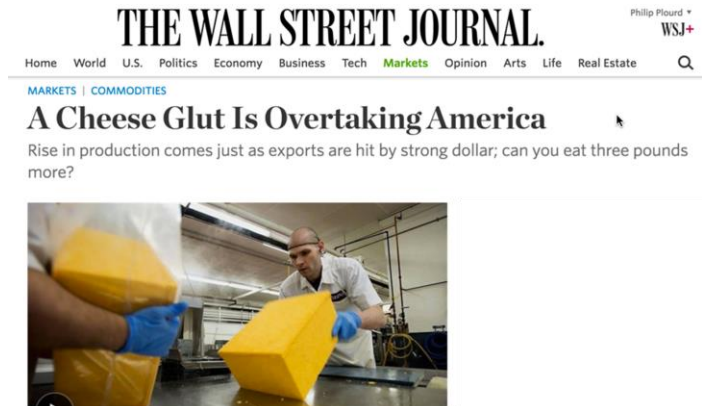 Philip Plourd ▾
THE WALL STREET JOURNAL.
WSJ+
Home World U.S. Politics Economy Business Tech Markets Opinion Arts Life Real Estate
MARKETS | COMMODITIES
A Cheese Glut Is Overtaking America
Rise in production comes just as exports are hit by strong dollar; can you eat three pounds
more?